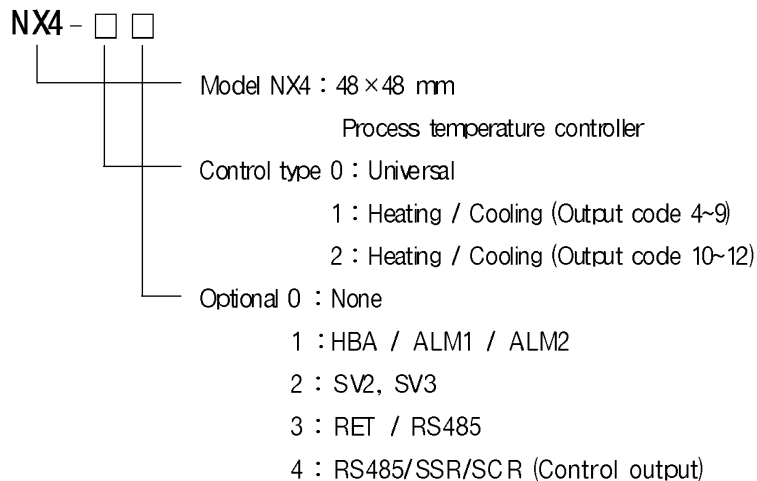 NX4 - □ □
Model NX4 : 48×48 mm
Process temperature controller
Control type 0 : Universal
1 : Heating / Cooling (Output code 4~9)
2 : Heating / Cooling (Output code 10~12)
Optional 0 : None
1 : HBA / ALM1 / ALM2
2 : SV2, SV3
3 : RET / RS485
4 : RS485/SSR/SCR (Control output)